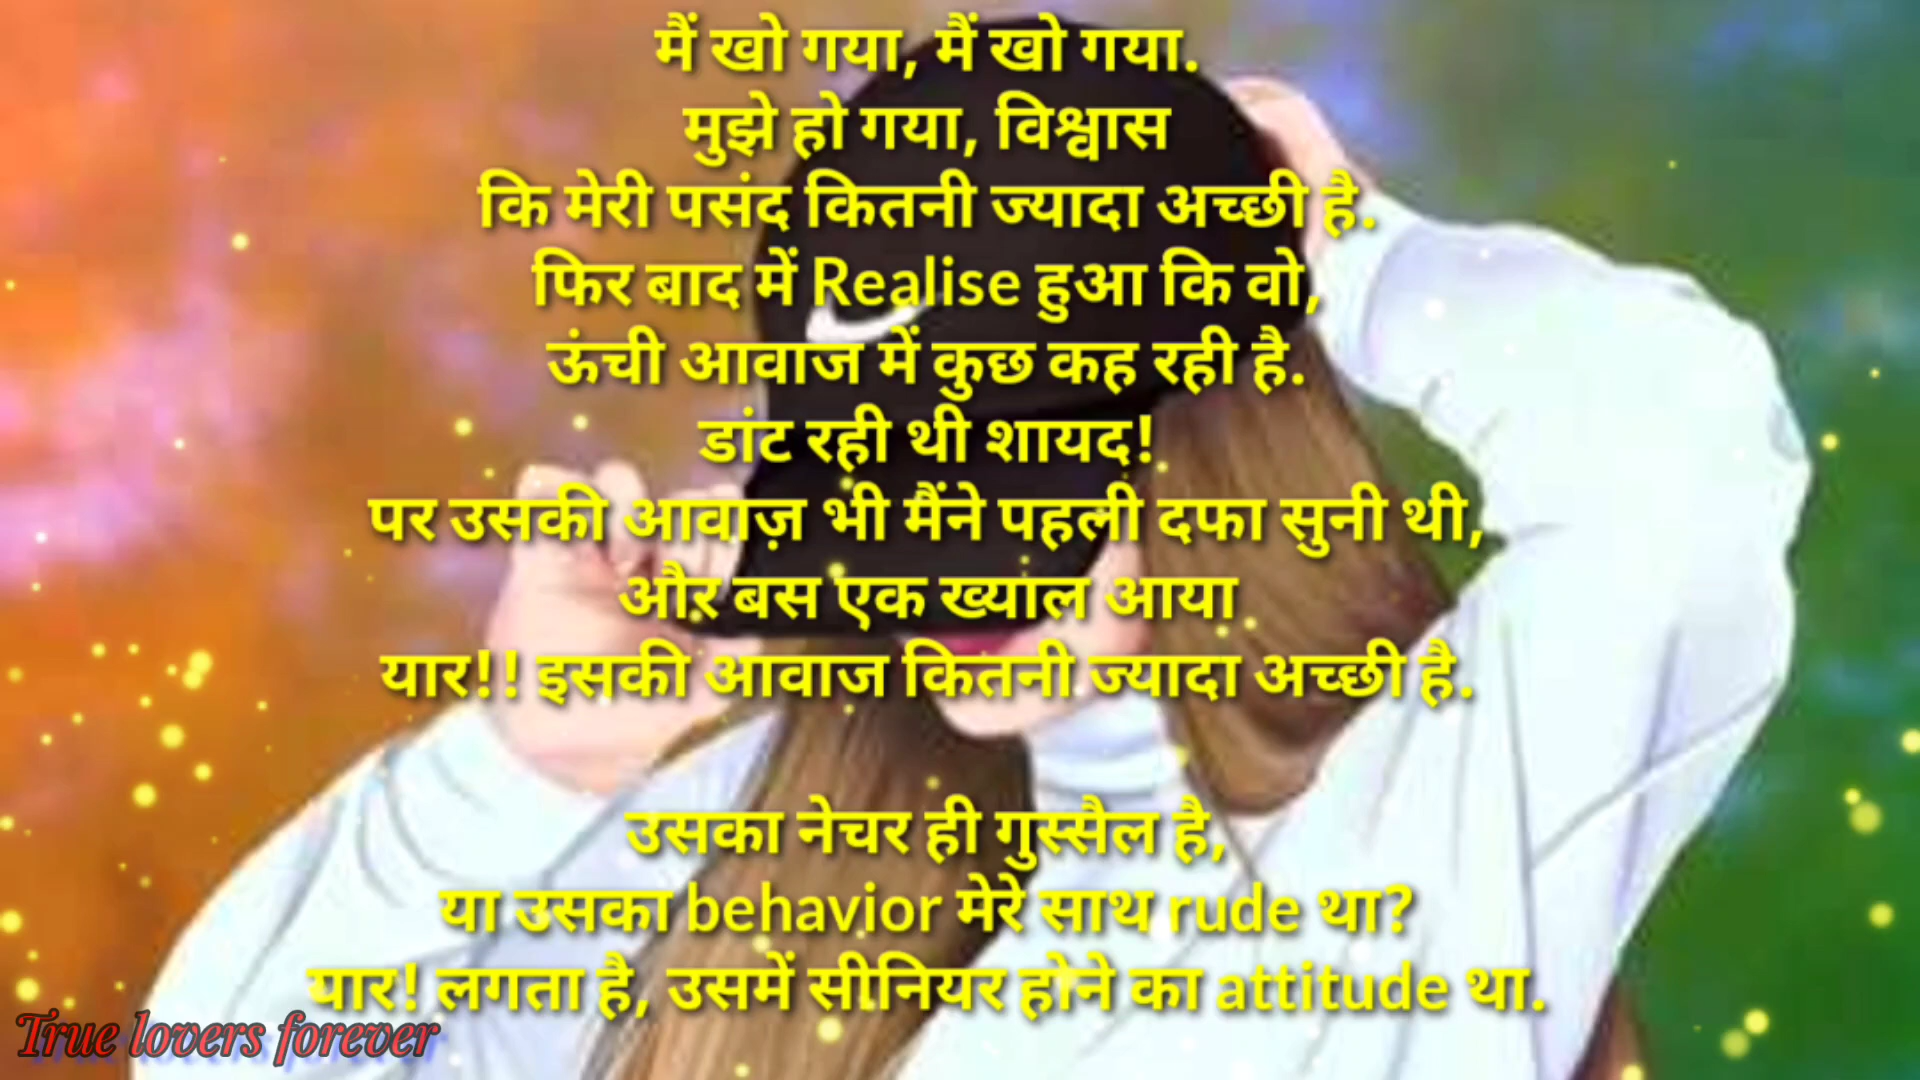 मैं खो गया, मैं खो गया.
मुझे हो गया, विश्वास
कि मेरी पसंद कितनी ज्यादा अच्छी है.
फिर बाद में Realise हुआ कि वो,
ऊंची आवाज में कुछ कह रही है.
डांट रही थी शायद!
पर उसकी आवाज़ भी मैंने पहली दफा सुनी थी,
और बस एक ख्याल आया
यार!! इसकी आवाज कितनी ज्यादा अच्छी है.
उसका नेचर ही गुस्सैल है,
या उसका behavior मेरे साथ rude था?
यार! लगता है, उसमें सीनियर होने का attitude था.
True lovers forever